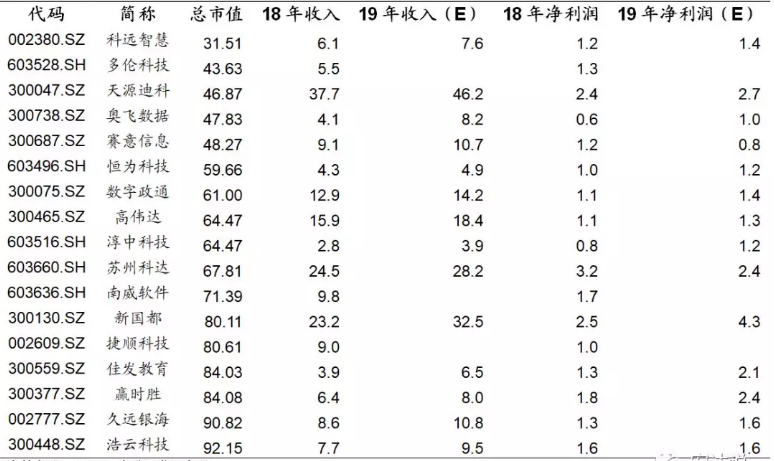 代码 简称 总市值 18年收入 19年收入（E） 18年净利润 19年净利润（E）
002380.SZ 科远智慧 31.51 6.1 7.6 1.2 1.4
603528.SH 多伦科技 43.63 5.5 1.3
300047.SZ 天源迪科 46.87 37.7 46.2 2.4 2.7
300738.SZ 奥飞数据 47.83 4.1 8.2 0.6 1.0
300687.SZ 赛意信息 48.27 9.1 10.7 1.2 0.8
603496.SH 恒为科技 59.66 4.3 4.9 1.0 1.2
300075.SZ 数字政通 61.00 12.9 14.2 1.1 1.4
300465.SZ 高伟达 64.47 15.9 18.4 1.1 1.3
603516.SH 淳中科技 64.47 2.8 3.9 0.8 1.2
603660.SH 苏州科达 67.81 24.5 28.2 3.2 2.4
603636.SH 南威软件 71.39 9.8 1.7
300130.SZ 新国都 80.11 23.2 32.5 2.5 4.3
002609.SZ 捷顺科技 80.61 9.0 1.0
300559.SZ 佳发教育 84.03 3.9 6.5 1.3 2.1
300377.SZ 赢时胜 84.08 6.4 8.0 1.8 2.4
002777.SZ 久远银海 90.82 8.6 10.8 1.3 1.6
300448.SZ 浩云科技 92.15 7.7 9.5 1.6 1.6